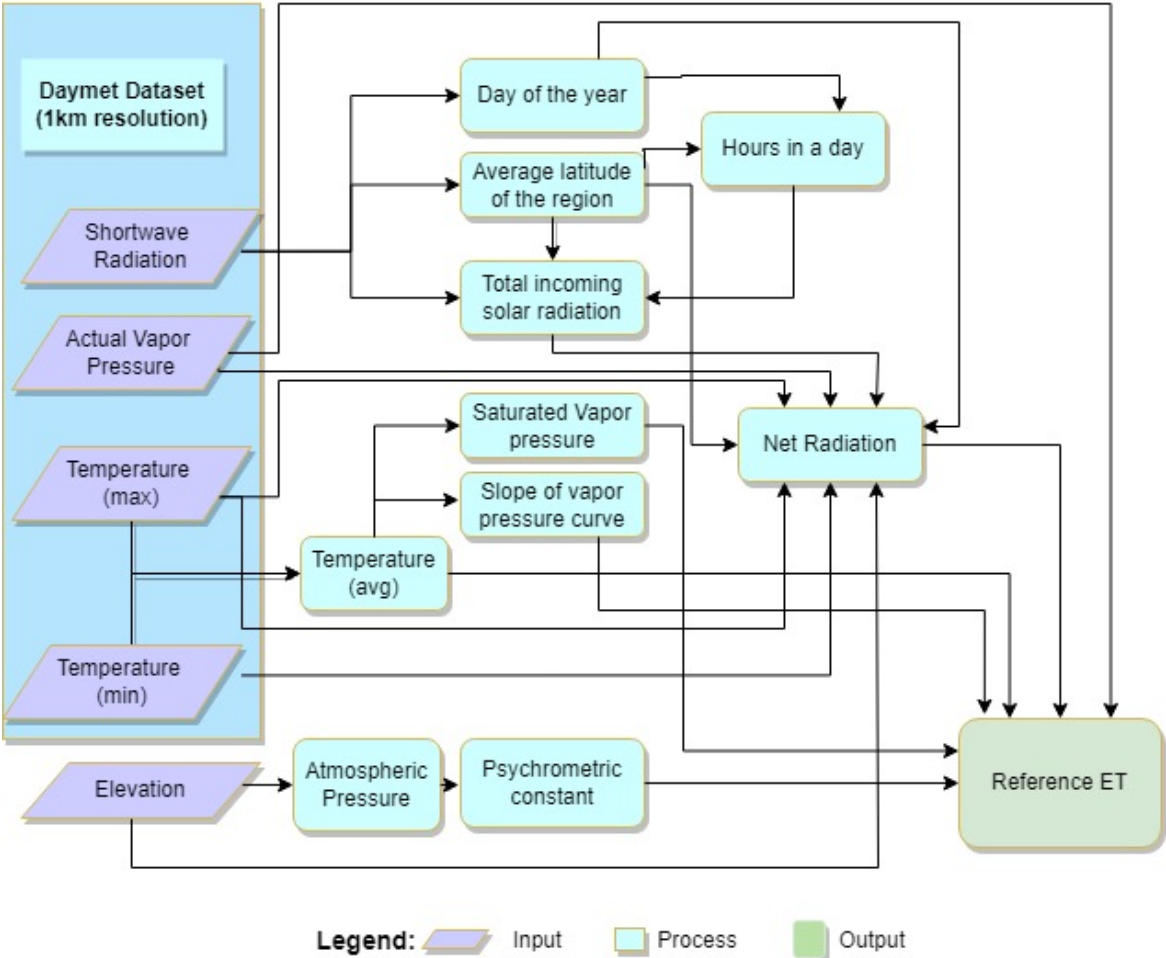 Daymet Dataset
(1km resolution)
Day of the year
Hours in a day
Average latitude
of the region
Shortwave
Radiation
Total incoming
solar radiation
Actual Vapor
Pressure
Saturated Vapor
pressure
Net Radiation
Temperature
(max)
Slope of vapor
pressure curve
Temperature
(avg)
Temperature
(min)
Elevation
Atmospheric
Pressure
Psychrometric
constant
Reference ET
Legend: Input Process Output